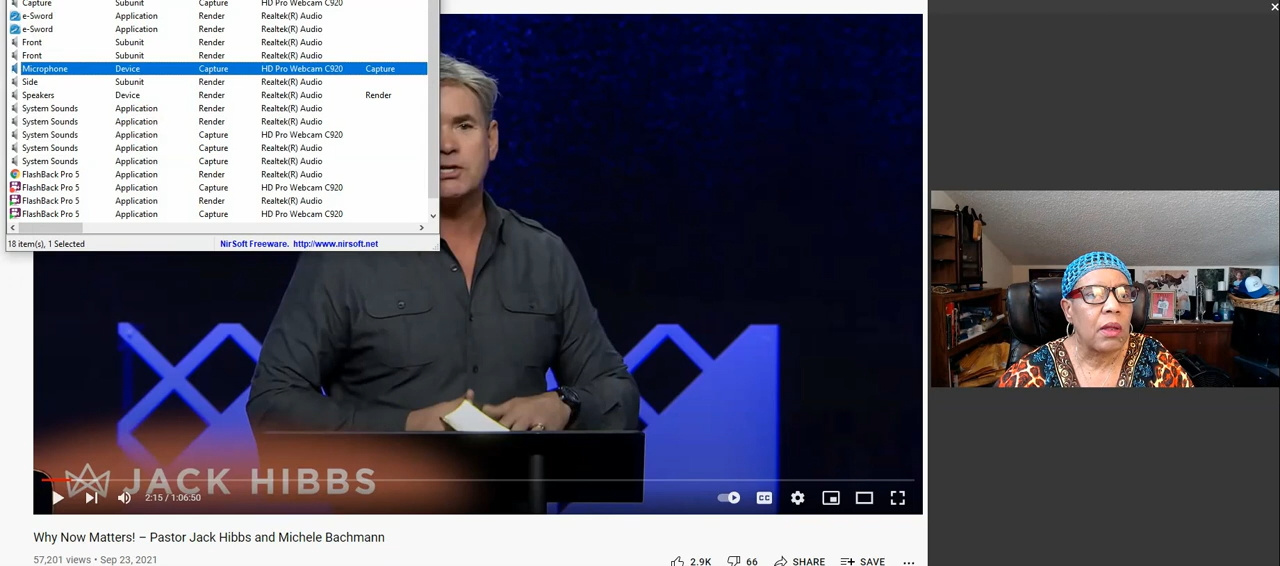 Capture Subunit Capture HD Pro Webcam C920
e-Sword Application Render Realtek(R) Audio
e-Sword Application Render Realtek(R) Audio
Front Subunit Render Realtek(R) Audio
Front Subunit Render Realtek(R) Audio
Microphone Device Capture HD Pro Webcam C920 Capture
Side Subunit Render Realtek(R) Audio
Speakers Device Render Realtek(R) Audio Render
System Sounds Application Render Realtek(R) Audio
System Sounds Application Render Realtek(R) Audio
System Sounds Application Capture HD Pro Webcam C920
System Sounds Application Capture Realtek(R) Audio
System Sounds Application Capture Realtek(R) Audio
FlashBack Pro 5 Application Render Realtek(R) Audio
FlashBack Pro 5 Application Capture HD Pro Webcam C920
FlashBack Pro 5 Application Render Realtek(R) Audio
FlashBack Pro 5 Application Capture HD Pro Webcam C920
18 item(s), 1 Selected NirSoft Freeware. http://www.nirsoft.net
JACK HIBBS
2:15 / 1:06:50
CC
Why Now Matters! – Pastor Jack Hibbs and Michele Bachmann
57,201 views • Sep 23, 2021
2.9K 66 SHARE SAVE